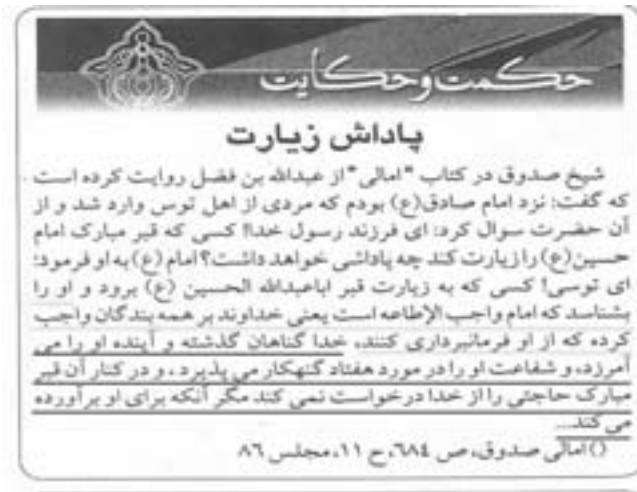 حکمت و حکایت
پاداش زیارت
شیخ صدوق در کتاب "امالی" از عبدالله بن فضل روایت کرده است
که گفت: نزد امام صادق(ع) بودم که مردی از اهل توس وارد شد و از
آن حضرت سوال کرد: ای فرزند رسول خدا! کسی که قبر مبارک امام
حسین(ع) را زیارت کند چه پاداشی خواهد داشت؟ امام (ع) به او فرمود:
ای توسی! کسی که به زیارت قبر اباعبدالله الحسین (ع) برود و او را
بشناسد که امام واجب الإطاعه است یعنی خداوند بر همه بندگان واجب
کرده که از او فرمانبرداری کنند، خدا گناهان گذشته و آینده او را می
آمرزد، و شفاعت او را در مورد هفتاد گنهکار می پذیرد، و در کنار آن قبر
مبارک حاجتی را از خدا درخواست نمی کند مگر آنکه برای او برآورده
می کند...
() امالی صدوق، ص ٦٨٤، ح ١١، مجلس ٨٦